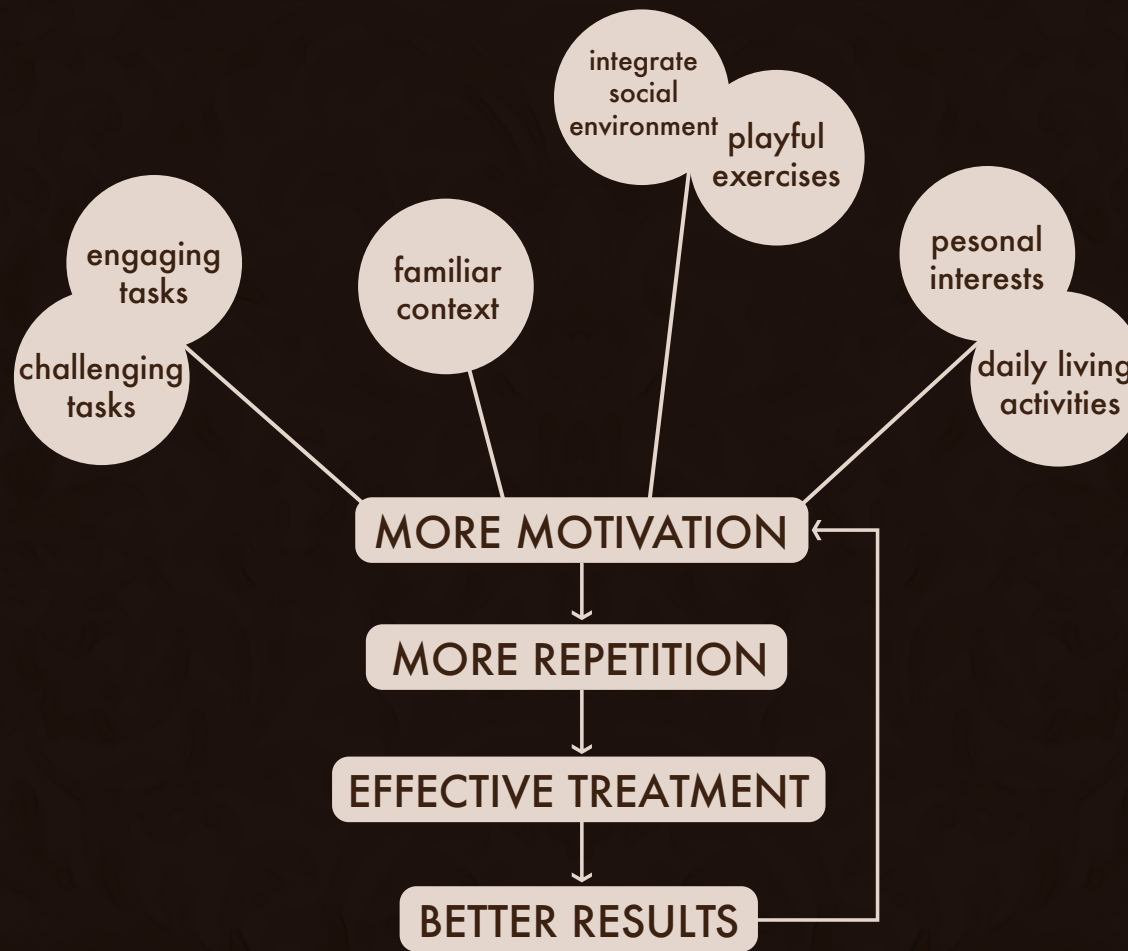 integrate
social
environment
playful
exercises
engaging
tasks
challenging
tasks
familiar
context
pesonal
interests
daily living
activities
MORE MOTIVATION
MORE REPETITION
EFFECTIVE TREATMENT
BETTER RESULTS